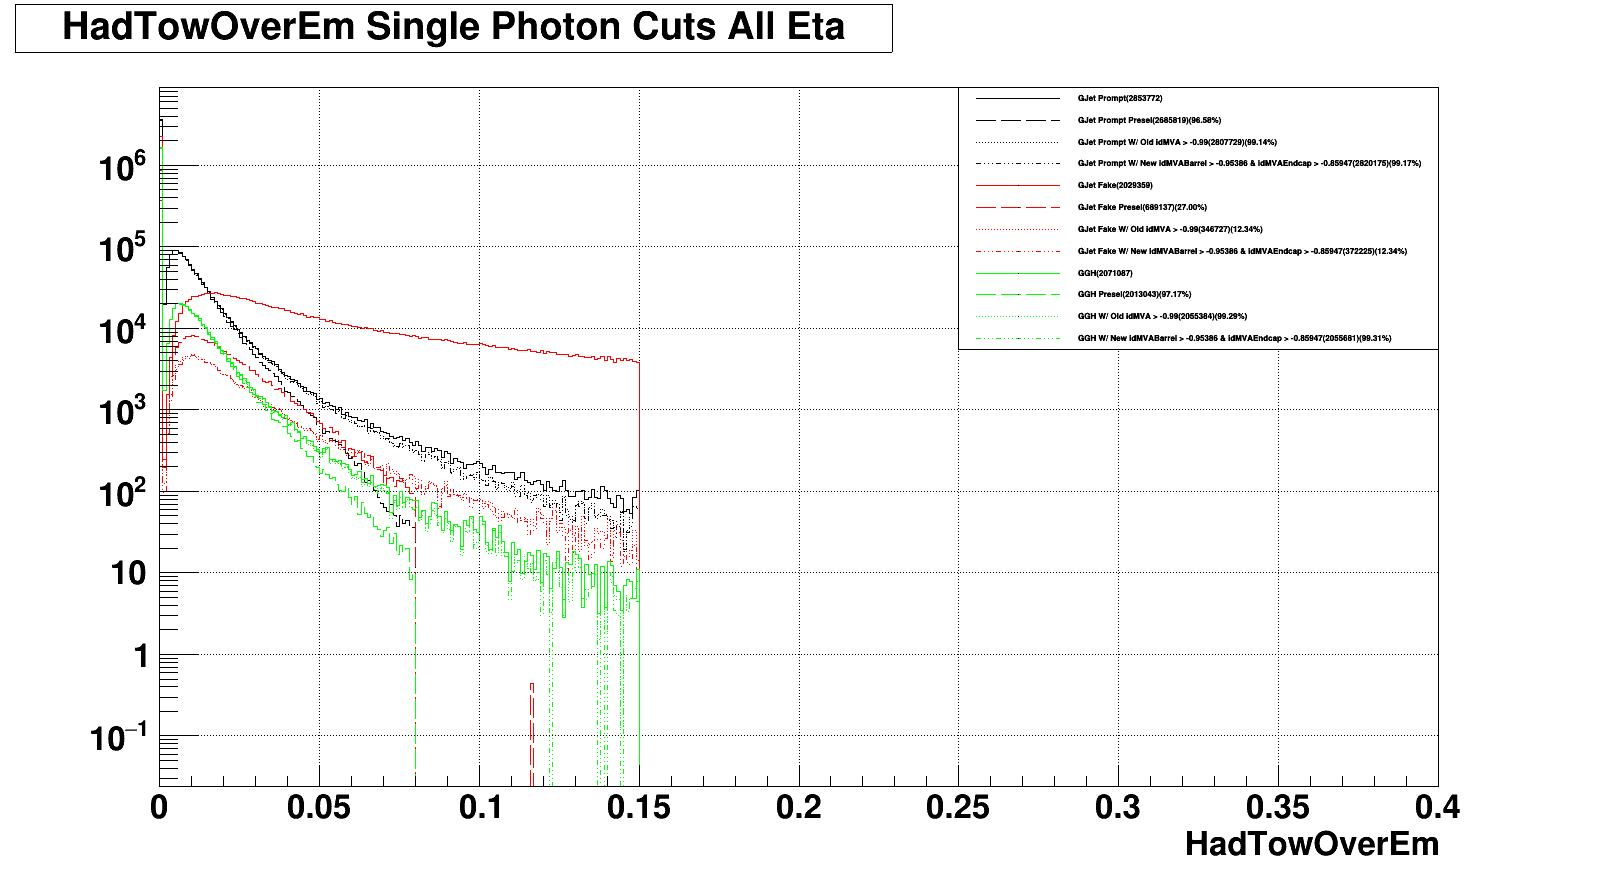 HadTowOverEm Single Photon Cuts All Eta
GJet Prompt(2853772)
GJet Prompt Presel(2685819)(96.58%)
GJet Prompt W/ Old idMVA > -0.99(2807729)(99.14%)
GJet Prompt W/ New idMVABarrel > -0.95386 & idMVAEndcap > -0.85947(2820175)(99.17%)
GJet Fake(2029359)
GJet Fake Presel(689137)(27.00%)
GJet Fake W/ Old idMVA > -0.99(346727)(12.34%)
GJet Fake W/ New idMVABarrel > -0.95386 & idMVAEndcap > -0.85947(372225)(12.34%)
GGH(2071087)
GGH Presel(2013043)(97.17%)
GGH W/ Old idMVA > -0.99(2055384)(99.29%)
GGH W/ New idMVABarrel > -0.95386 & idMVAEndcap > -0.85947(2055681)(99.31%)
10^6
10^5
10^4
10^3
10^2
10
1
10^−1
0 0.05 0.1 0.15 0.2 0.25 0.3 0.35 0.4
HadTowOverEm